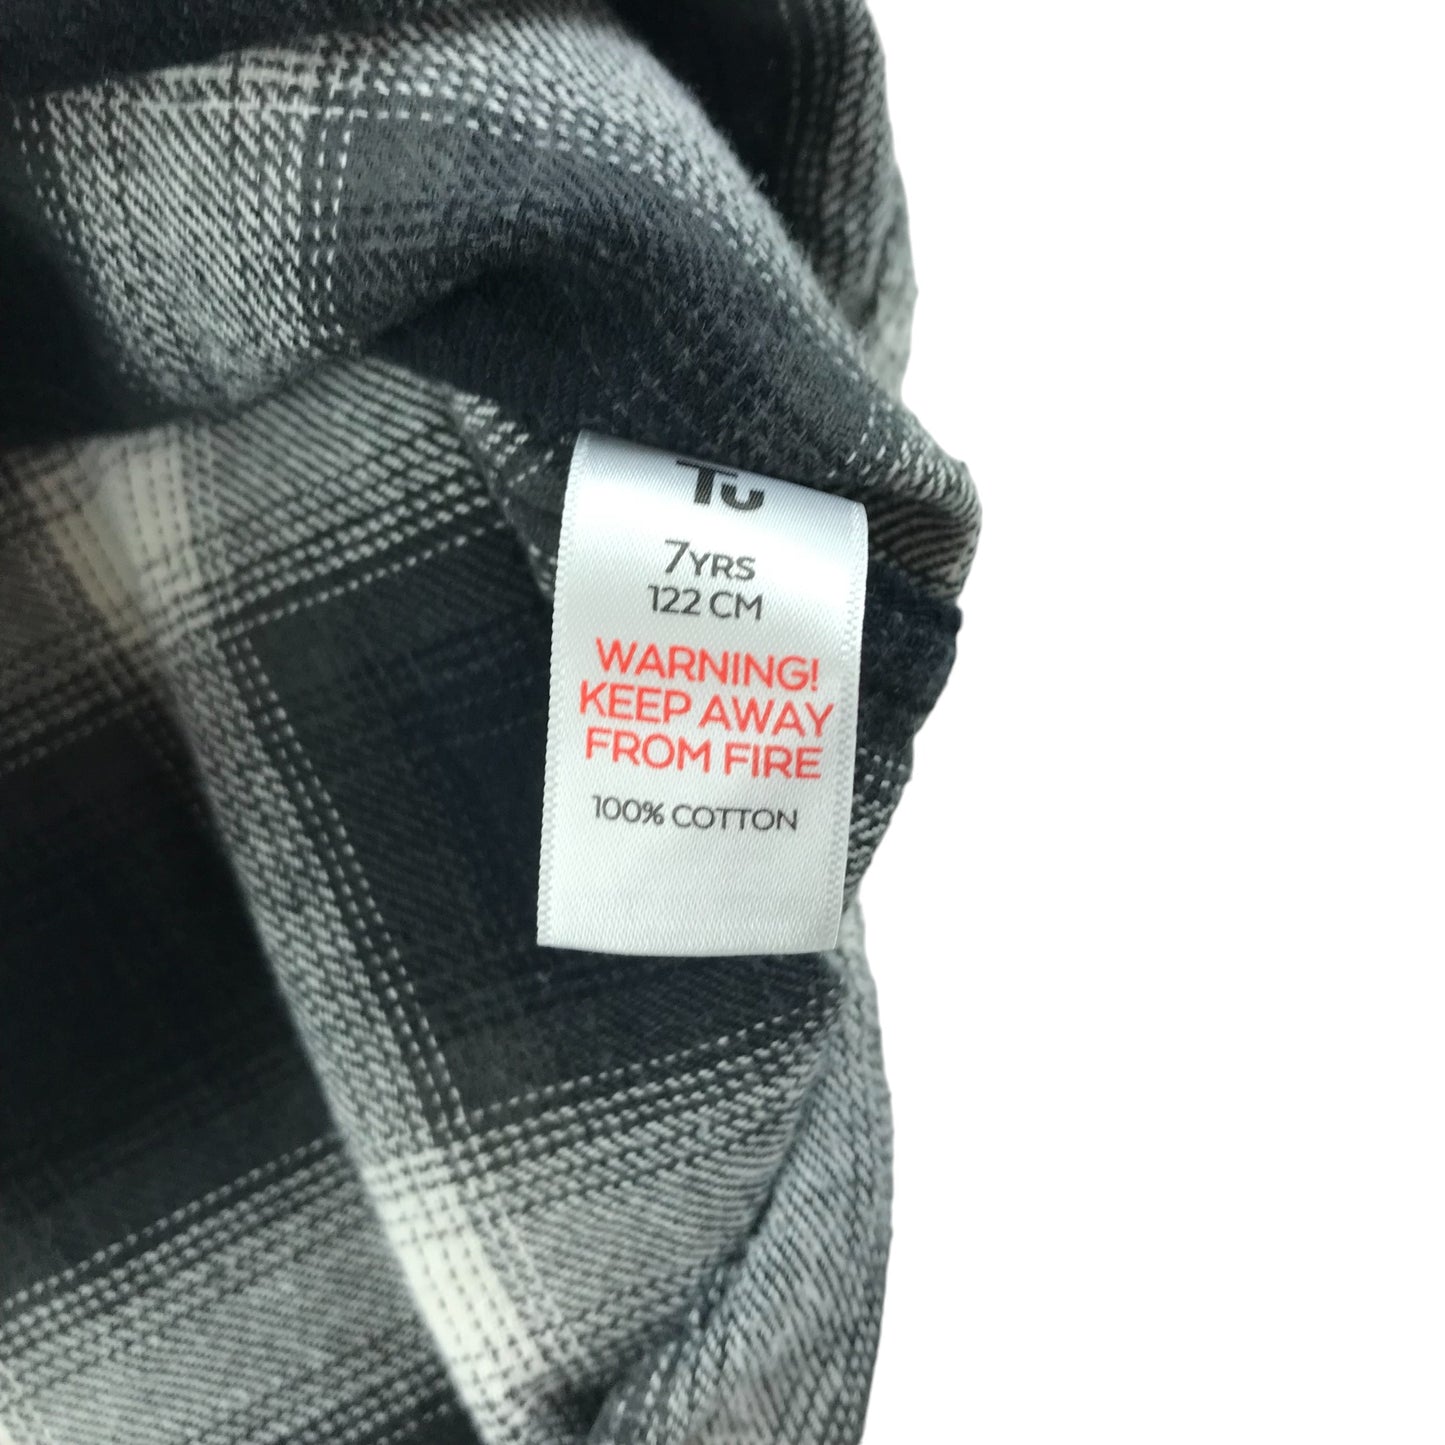 Tu
7YRS
122 CM
WARNING!
KEEP AWAY
FROM FIRE
100% COTTON